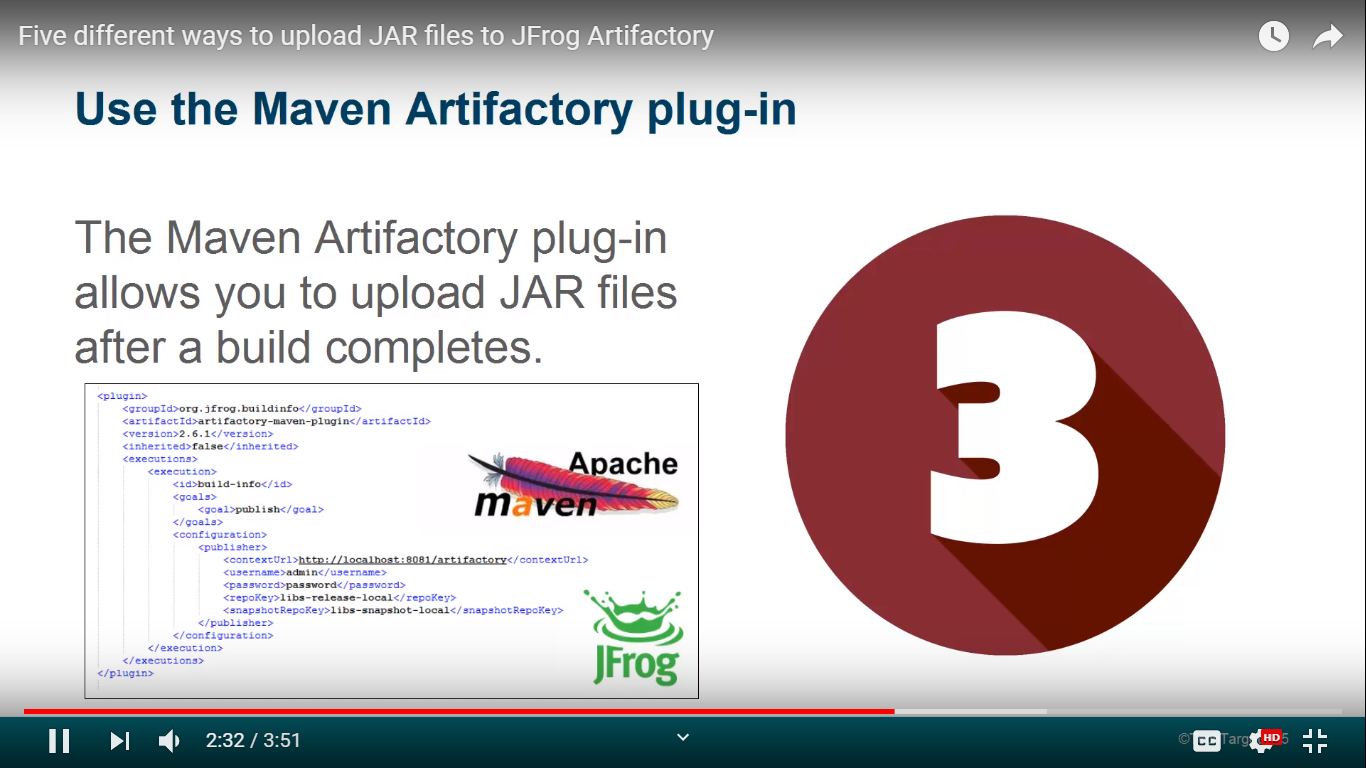 Five different ways to upload JAR files to JFrog Artifactory
Use the Maven Artifactory plug-in
The Maven Artifactory plug-in
allows you to upload JAR files
after a build completes.
3
<plugin>
<groupId>org.jfrog.buildinfo</groupId>
<artifactId>artifactory-maven-plugin</artifactId>
<version>2.6.1</version>
<inherited>false</inherited>
<executions>
<execution>
<id>build-info</id>
<goals>
<goal>publish</goal>
</goals>
<configuration>
<publisher>
<contextUrl>http://localhost:8081/artifactory</contextUrl>
<username>admin</username>
<password>password</password>
<repoKey>libs-release-local</repoKey>
<snapshotRepoKey>libs-snapshot-local</snapshotRepoKey>
</publisher>
</configuration>
</execution>
</executions>
</plugin>
Apache
maven
JFrog
2:32 / 3:51
CC
HD